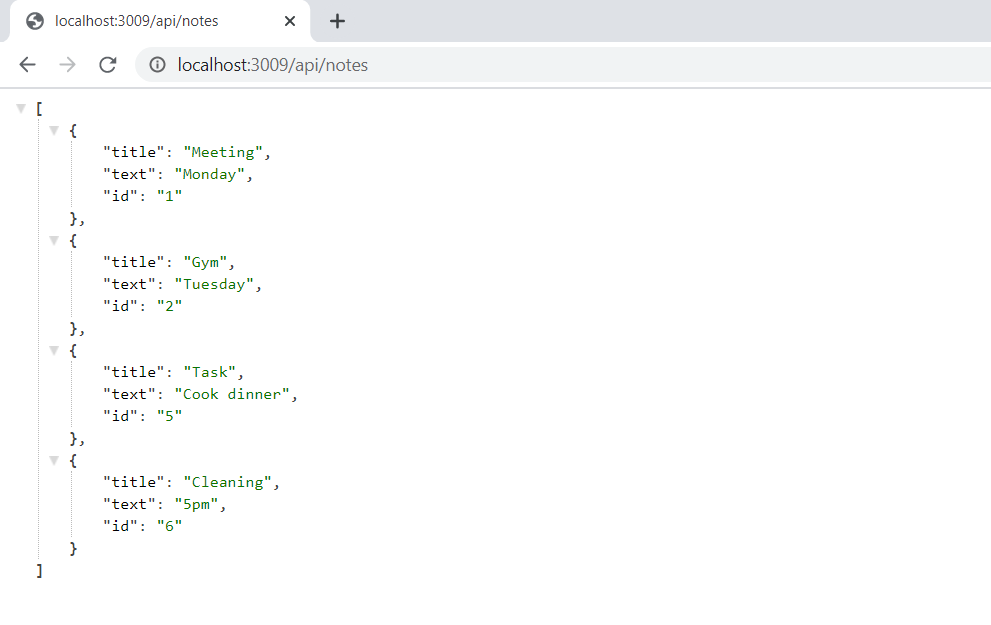 localhost:3009/api/notes
localhost:3009/api/notes
[
{
"title": "Meeting",
"text": "Monday",
"id": "1"
},
{
"title": "Gym",
"text": "Tuesday",
"id": "2"
},
{
"title": "Task",
"text": "Cook dinner",
"id": "5"
},
{
"title": "Cleaning",
"text": "5pm",
"id": "6"
}
]